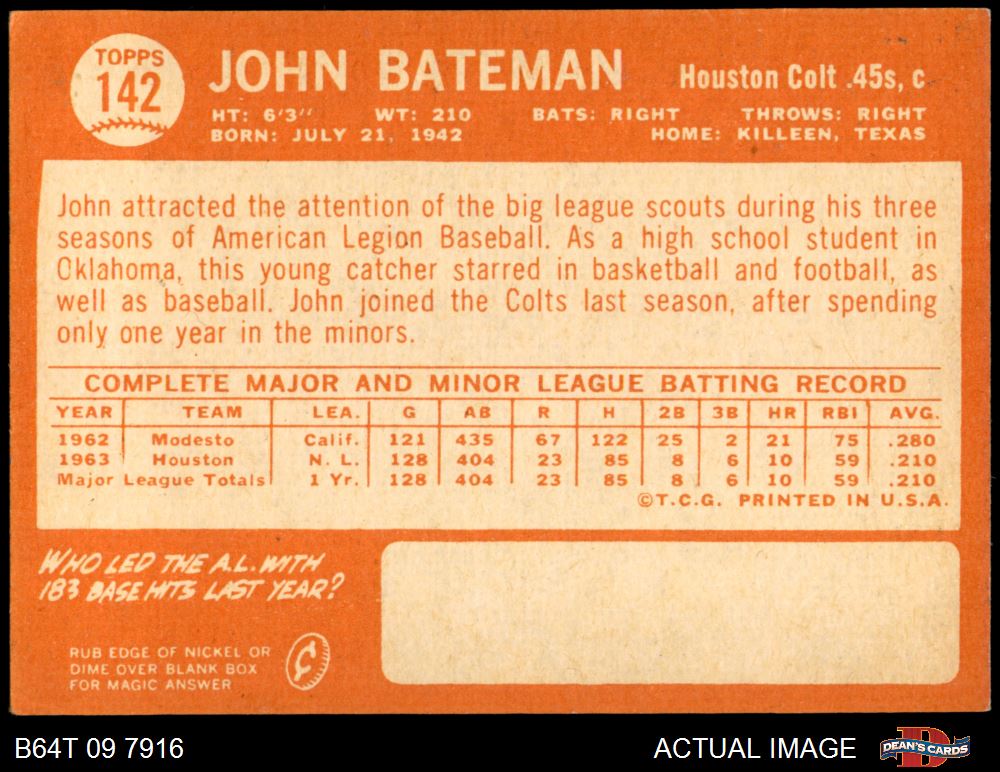 TOPPS
142
JOHN BATEMAN
Houston Colt .45s, c
HT: 6'3" WT: 210 BATS: RIGHT THROWS: RIGHT
BORN: JULY 21, 1942 HOME: KILLEEN, TEXAS
John attracted the attention of the big league scouts during his three
seasons of American Legion Baseball. As a high school student in
Oklahoma, this young catcher starred in basketball and football, as
well as baseball. John joined the Colts last season, after spending
only one year in the minors.
COMPLETE MAJOR AND MINOR LEAGUE BATTING RECORD
YEAR TEAM LEA. G AB R H 2B 3B HR RBI AVG.
1962 Modesto Calif. 121 435 67 122 25 2 21 75 .280
1963 Houston N. L. 128 404 23 85 8 6 10 59 .210
Major League Totals 1 Yr. 128 404 23 85 8 6 10 59 .210
©T.C.G. PRINTED IN U.S.A.
WHO LED THE A.L. WITH
183 BASE HITS LAST YEAR?
RUB EDGE OF NICKEL OR
DIME OVER BLANK BOX
FOR MAGIC ANSWER
¢
B64T 09 7916
ACTUAL IMAGE
D
DEAN'S CARDS